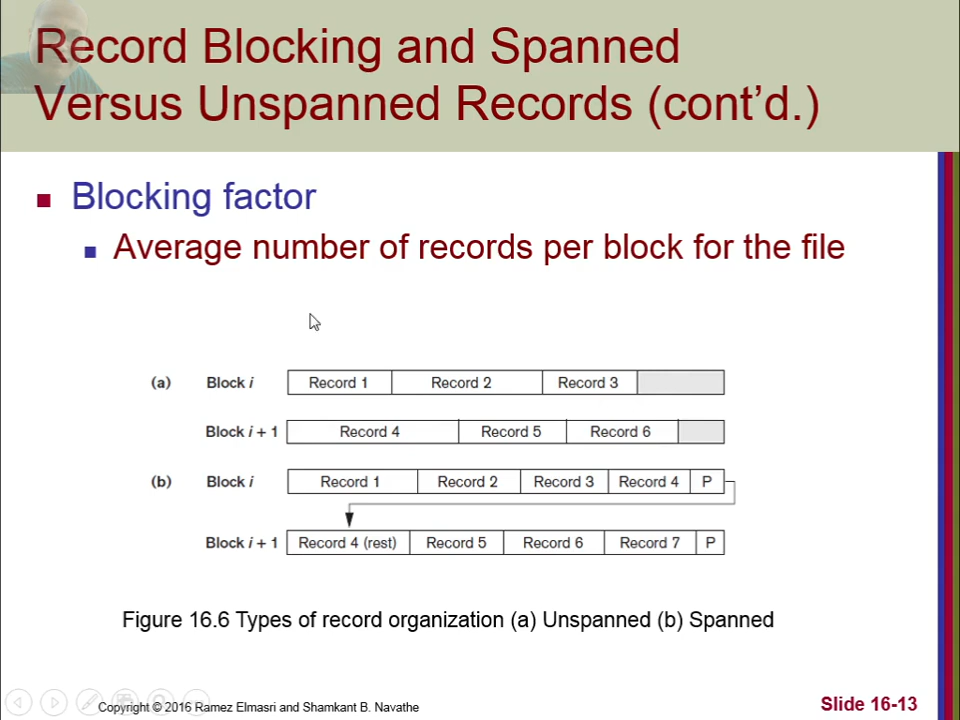 Record Blocking and Spanned
Versus Unspanned Records (cont'd.)
Blocking factor
Average number of records per block for the file
(a) Block i Record 1 Record 2 Record 3
Block i + 1 Record 4 Record 5 Record 6
(b) Block i Record 1 Record 2 Record 3 Record 4 P
Block i + 1 Record 4 (rest) Record 5 Record 6 Record 7 P
Figure 16.6 Types of record organization (a) Unspanned (b) Spanned
Copyright © 2016 Ramez Elmasri and Shamkant B. Navathe
Slide 16-13